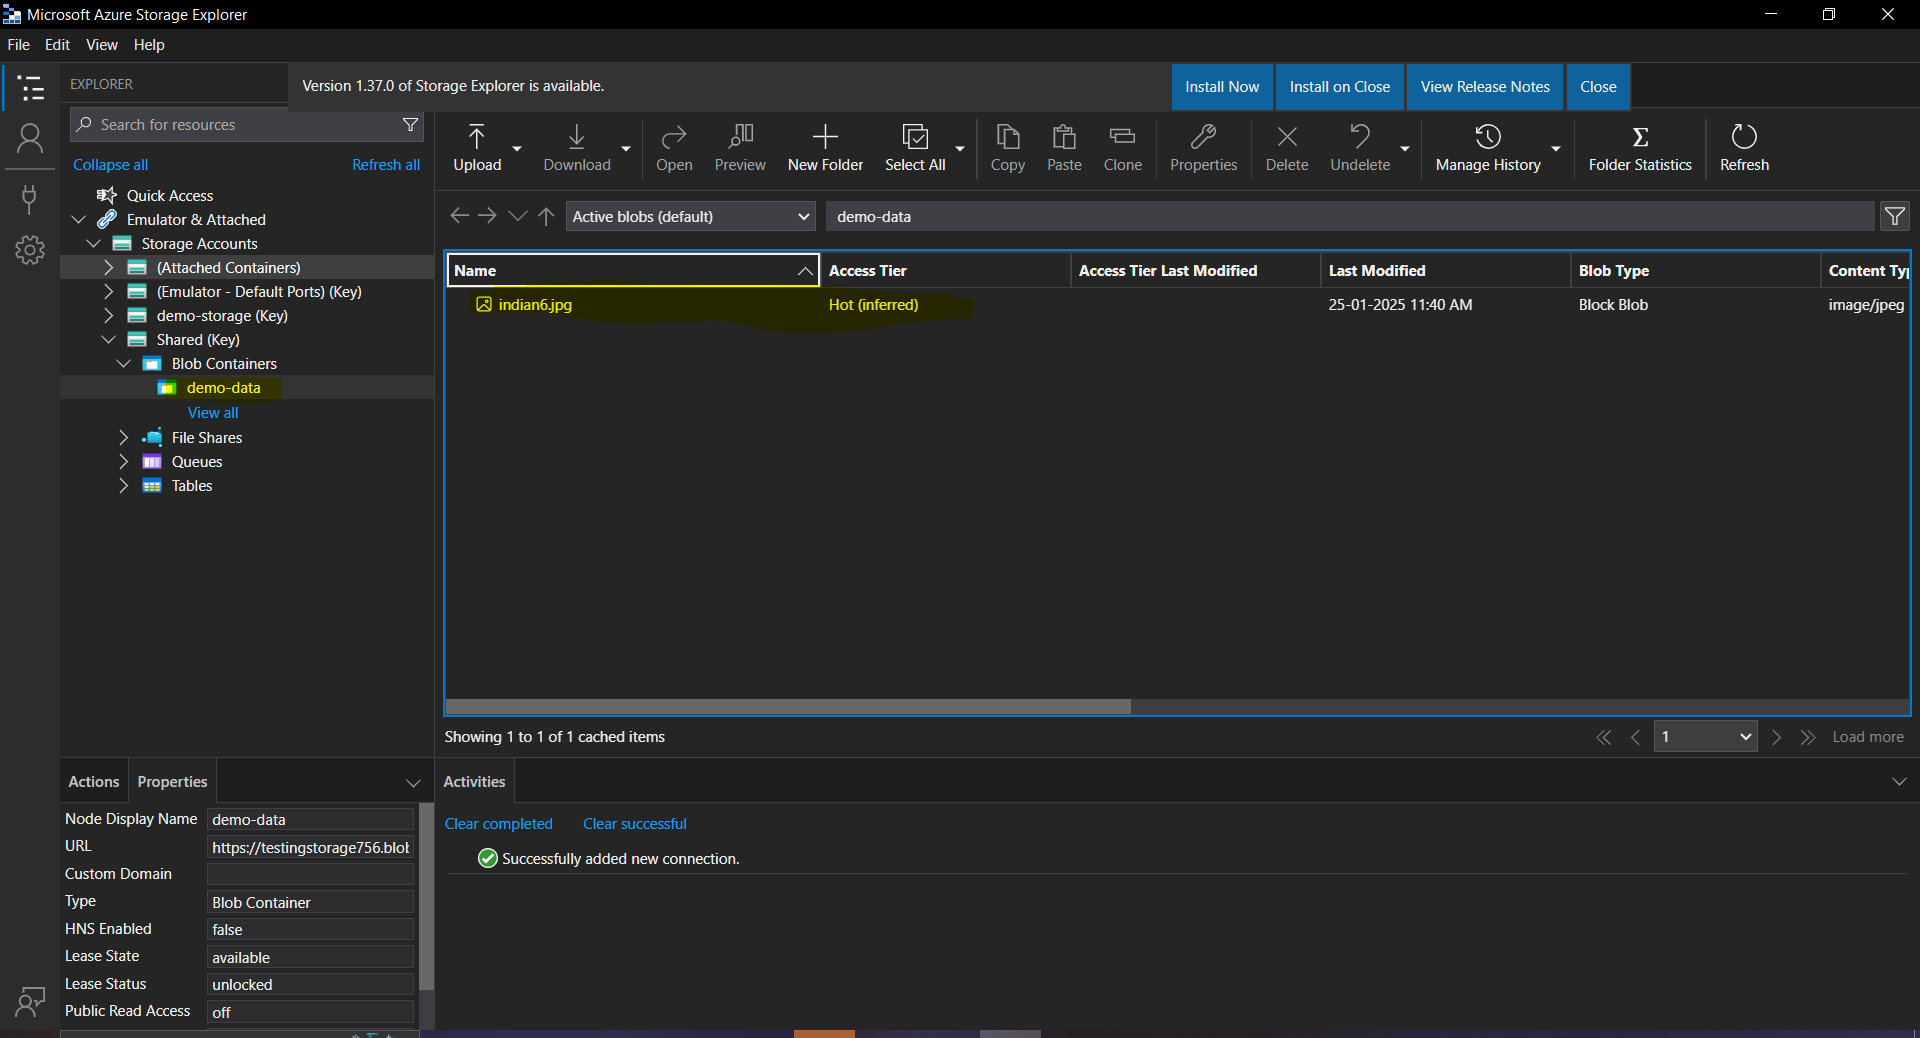 Microsoft Azure Storage Explorer
File Edit View Help
EXPLORER
Version 1.37.0 of Storage Explorer is available.
Install Now
Install on Close
View Release Notes
Close
Search for resources
Collapse all
Refresh all
Quick Access
Emulator & Attached
Storage Accounts
(Attached Containers)
(Emulator - Default Ports) (Key)
demo-storage (Key)
Shared (Key)
Blob Containers
demo-data
View all
File Shares
Queues
Tables
Upload
Download
Open
Preview
New Folder
Select All
Copy
Paste
Clone
Properties
Delete
Undelete
Manage History
Folder Statistics
Refresh
Active blobs (default)
demo-data
Name Access Tier Access Tier Last Modified Last Modified Blob Type Content Typ
indian6.jpg Hot (inferred) 25-01-2025 11:40 AM Block Blob image/jpeg
Showing 1 to 1 of 1 cached items
1
Load more
Actions Properties
Node Display Name demo-data
URL https://testingstorage756.blob
Custom Domain
Type Blob Container
HNS Enabled false
Lease State available
Lease Status unlocked
Public Read Access off
Activities
Clear completed Clear successful
Successfully added new connection.